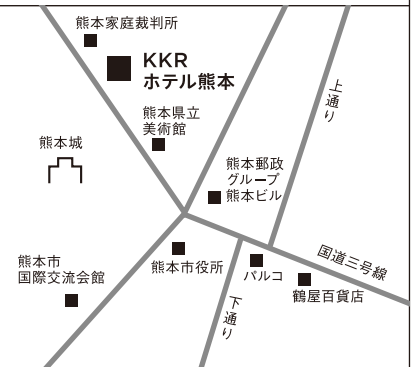 熊本家庭裁判所
KKR
ホテル熊本
上通り
熊本県立
美術館
熊本城
熊本郵政
グループ
熊本ビル
国道三号線
熊本市
国際交流会館
熊本市役所
パルコ
鶴屋百貨店
下通り